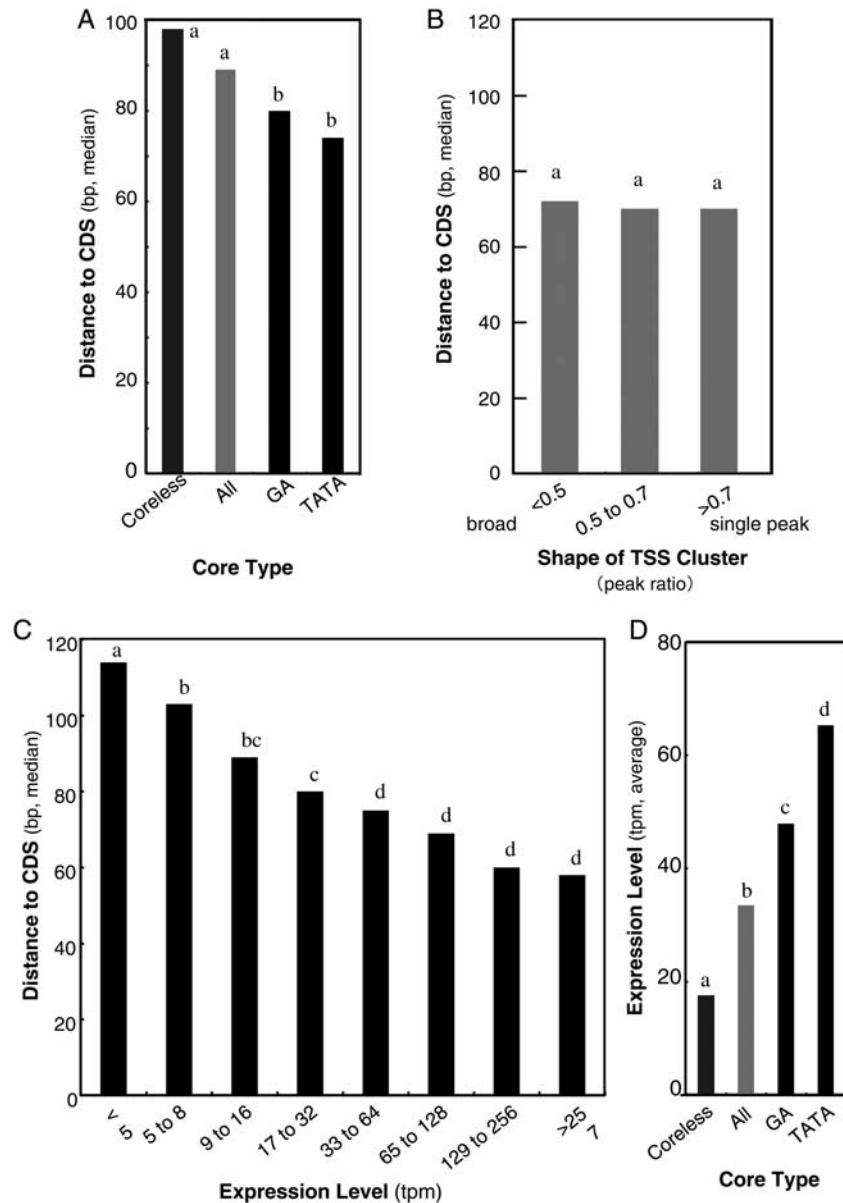 A
Distance to CDS (bp, median)
100
80
60
40
20
0
a
a
b
b
Coreless
All
GA
TATA
Core Type
B
Distance to CDS (bp, median)
120
100
80
60
40
20
0
a
a
a
<0.5
0.5 to 0.7
>0.7
broad
single peak
Shape of TSS Cluster
(peak ratio)
C
Distance to CDS (bp, median)
120
100
80
60
40
20
0
a
b
bc
c
d
d
d
d
<
5
5 to 8
9 to 16
17 to 32
33 to 64
65 to 128
129 to 256
>25
7
Expression Level (tpm)
D
Expression Level (tpm, average)
80
60
40
20
0
a
b
c
d
Coreless
All
GA
TATA
Core Type